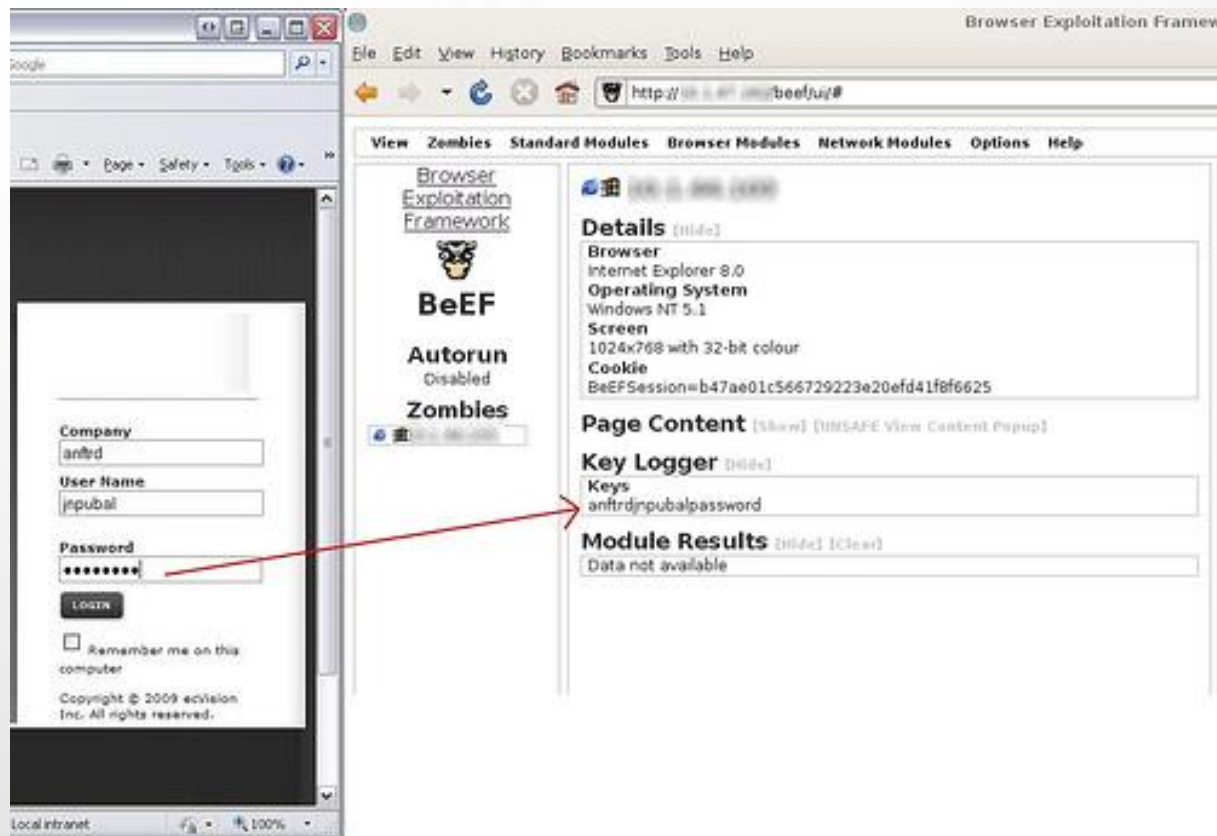 Google
Page Safety Tools
Company
anftrd
User Name
jnpubal
Password
LOGIN
Remember me on this
computer
Copyright © 2009 ecVision
Inc. All rights reserved.
Local intranet 100%
Browser Exploitation Framew
File Edit View History Bookmarks Tools Help
http:// /beef/ui/#
View Zombies Standard Modules Browser Modules Network Modules Options Help
Browser
Exploitation
Framework
BeEF
Autorun
Disabled
Zombies
Details [Hide]
Browser
Internet Explorer 8.0
Operating System
Windows NT 5.1
Screen
1024x768 with 32-bit colour
Cookie
BeEFSession=b47ae01c566729223e20efd41f8f6625
Page Content [Show] [UNSAFE View Content Popup]
Key Logger [Hide]
Keys
anftrdjnpubalpassword
Module Results [Hide] [Clear]
Data not available